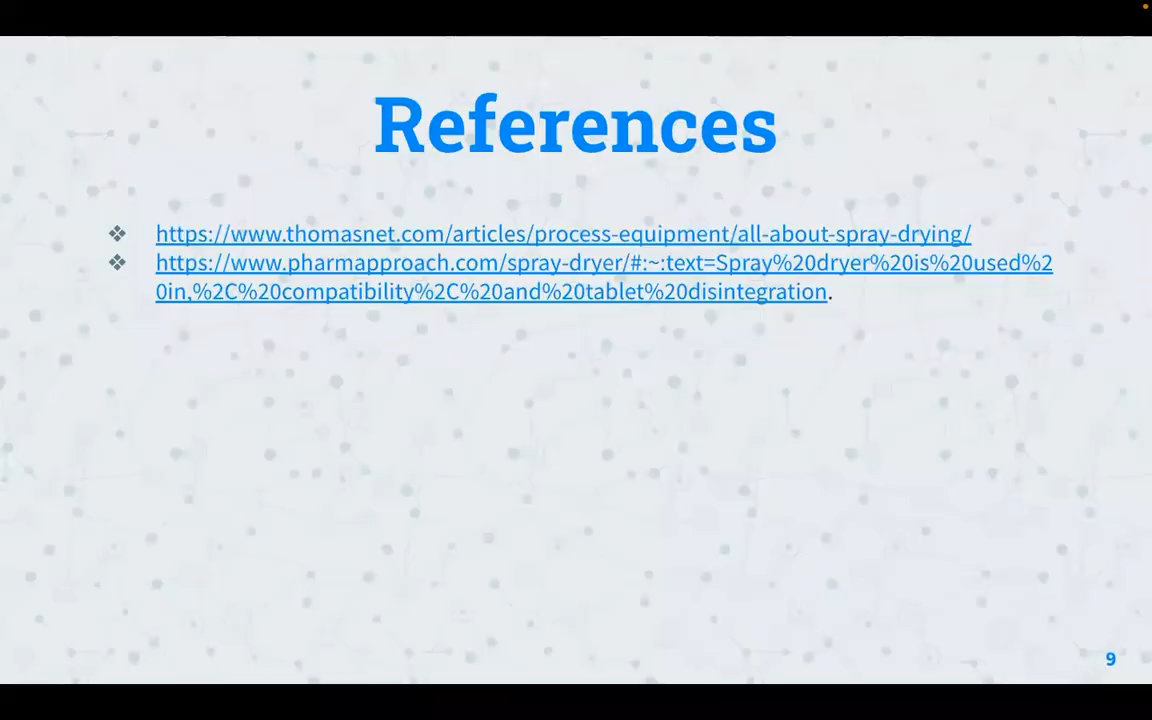 References
❖ https://www.thomasnet.com/articles/process-equipment/all-about-spray-drying/
❖ https://www.pharmapproach.com/spray-dryer/#:~:text=Spray%20dryer%20is%20used%2
0in,%2C%20compatibility%2C%20and%20tablet%20disintegration.
9